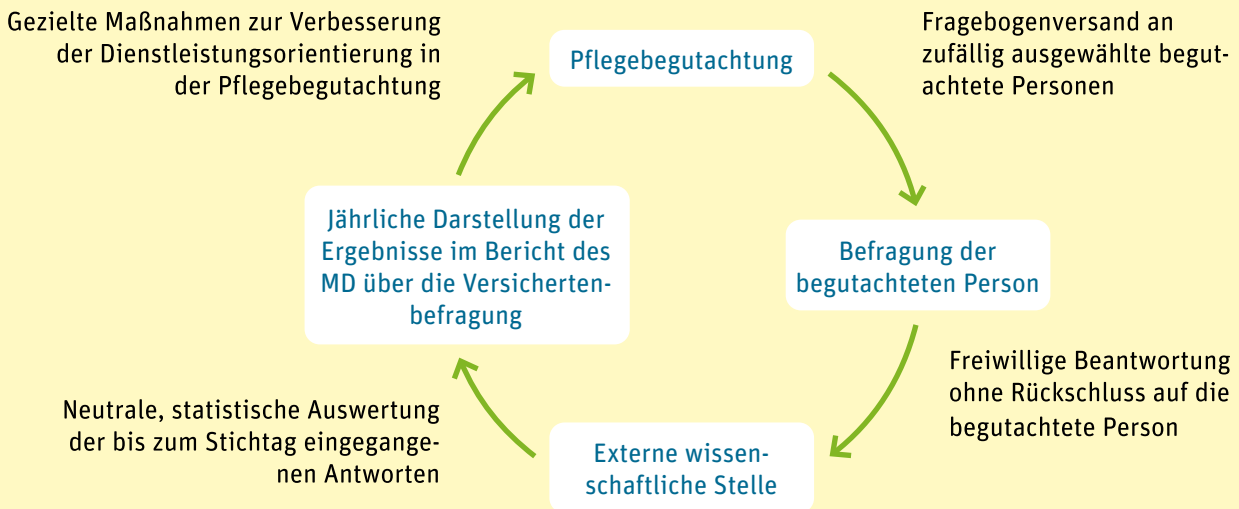 Gezielte Maßnahmen zur Verbesserung
der Dienstleistungsorientierung in
der Pflegebegutachtung
Pflegebegutachtung
Fragebogenversand an
zufällig ausgewählte begut-
achtete Personen
Jährliche Darstellung der
Ergebnisse im Bericht des
MD über die Versicherten-
befragung
Befragung der
begutachteten Person
Freiwillige Beantwortung
ohne Rückschluss auf die
begutachtete Person
Neutrale, statistische Auswertung
der bis zum Stichtag eingegange-
nen Antworten
Externe wissen-
schaftliche Stelle